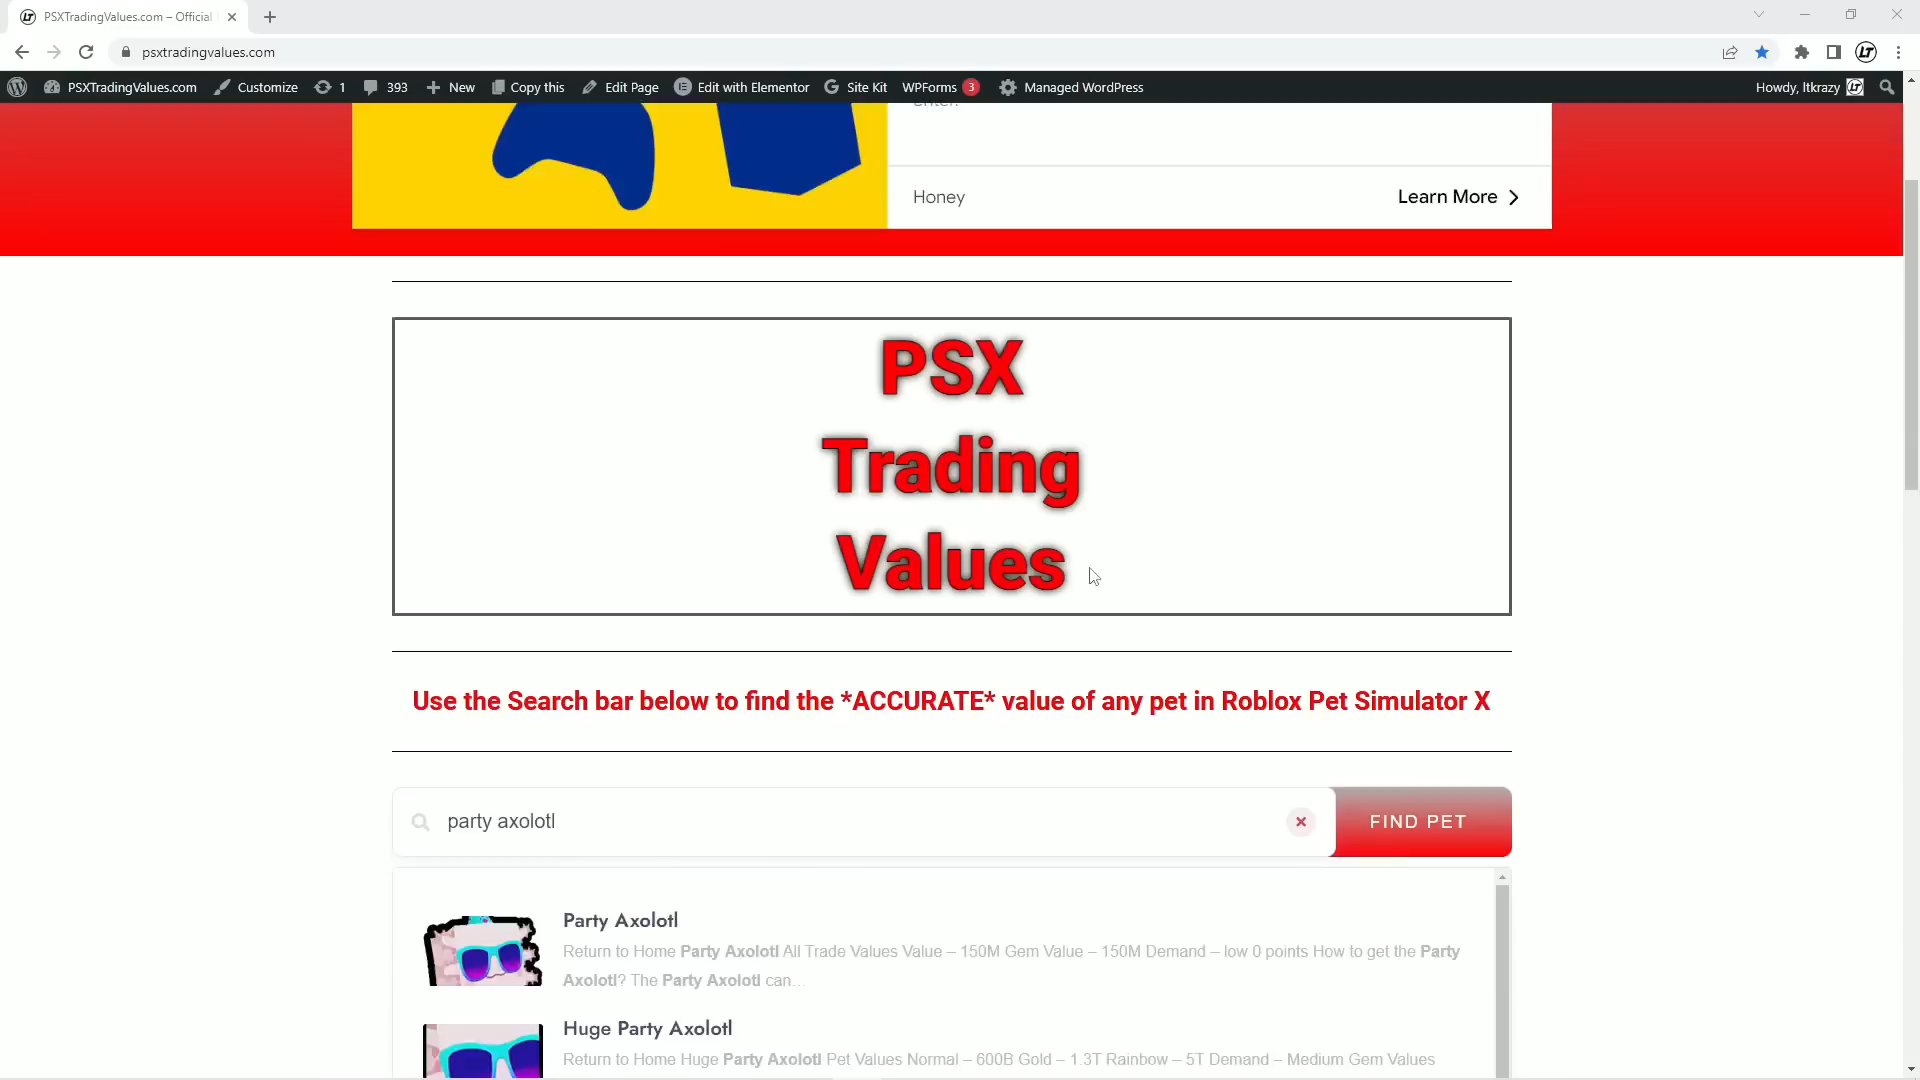 PSXTradingValues.com – Official
psxtradingvalues.com
LT
PSXTradingValues.com Customize 1 393 New Copy this Edit Page Edit with Elementor Site Kit WPForms 3 Managed WordPress Howdy, ltkrazy
Honey Learn More
PSX
Trading
Values
Use the Search bar below to find the *ACCURATE* value of any pet in Roblox Pet Simulator X
party axolotl FIND PET
Party Axolotl
Return to Home Party Axolotl All Trade Values Value – 150M Gem Value – 150M Demand – low 0 points How to get the Party
Axolotl? The Party Axolotl can...
Huge Party Axolotl
Return to Home Huge Party Axolotl Pet Values Normal – 600B Gold – 1.3T Rainbow – 5T Demand – Medium Gem Values